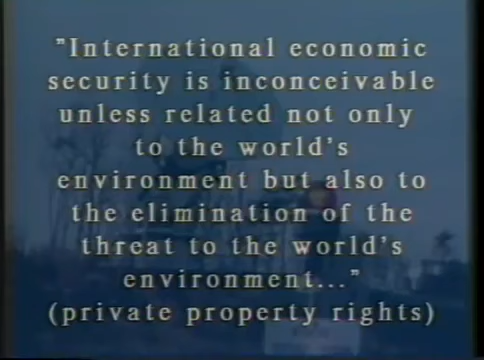 "International economic
security is inconceivable
unless related not only
to the world's
environment but also to
the elimination of the
threat to the world's
environment..."
(private property rights)